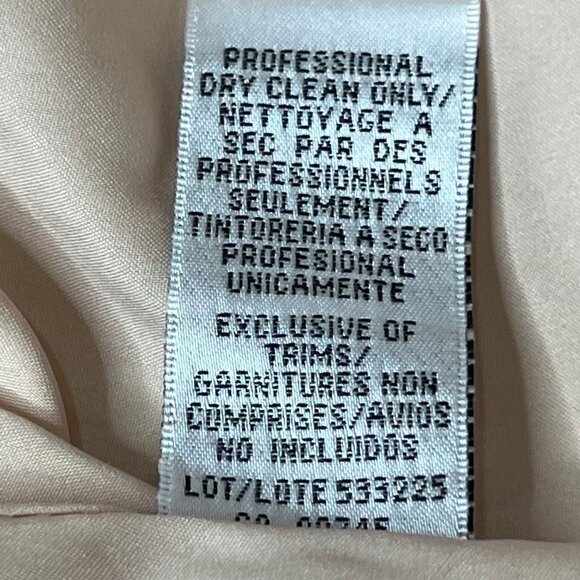 PROFESSIONAL
DRY CLEAN ONLY/
NETTOYAGE A
SEC PAR DES
PROFESSIONNELS
SEULEMENT/
TINTORERIA A SECO
PROFESIONAL
UNICAMENTE
EXCLUSIVE OF
TRIMS/
GARNITURES NON
COMPRISES/AVIOS
NO INCLUIDOS
LOT/LOTE 533225